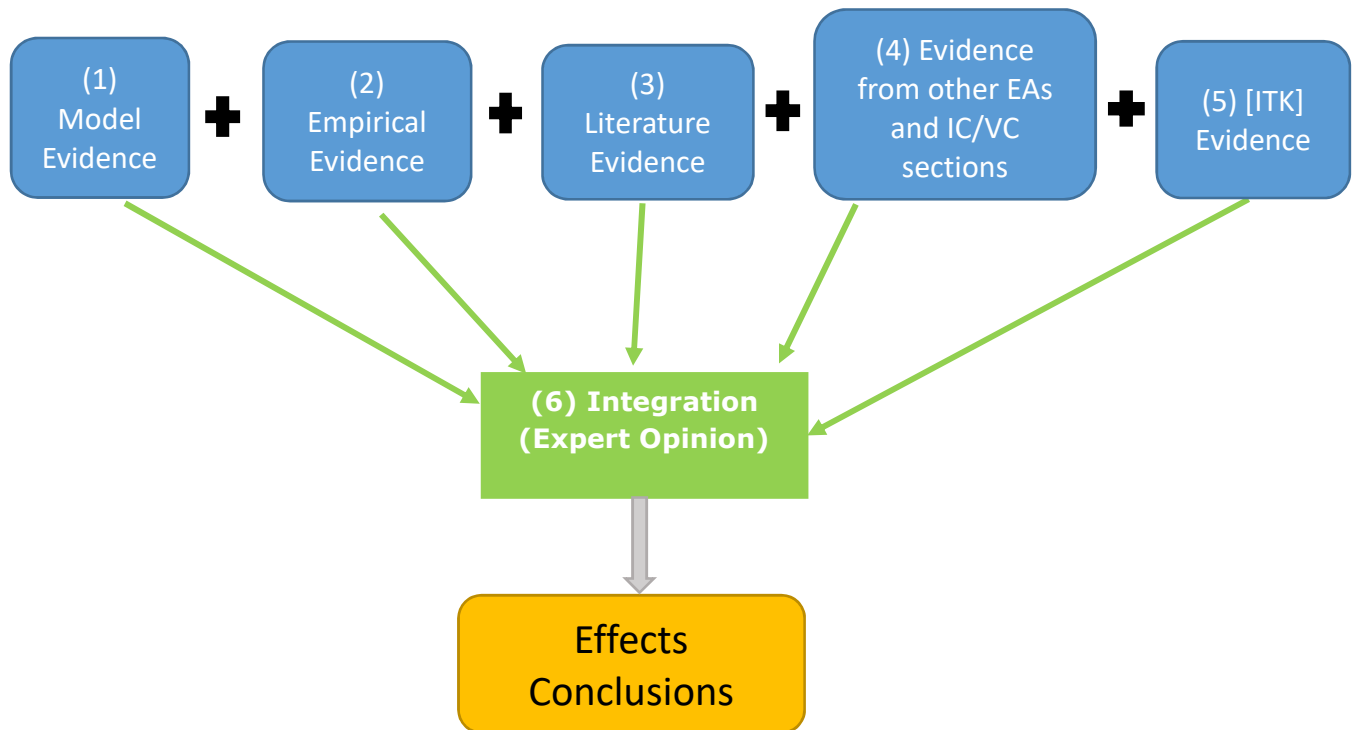 (1)
Model
Evidence
(2)
Empirical
Evidence
(3)
Literature
Evidence
(4) Evidence
from other EAs
and IC/VC
sections
(5) [ITK]
Evidence
(6) Integration
(Expert Opinion)
Effects
Conclusions